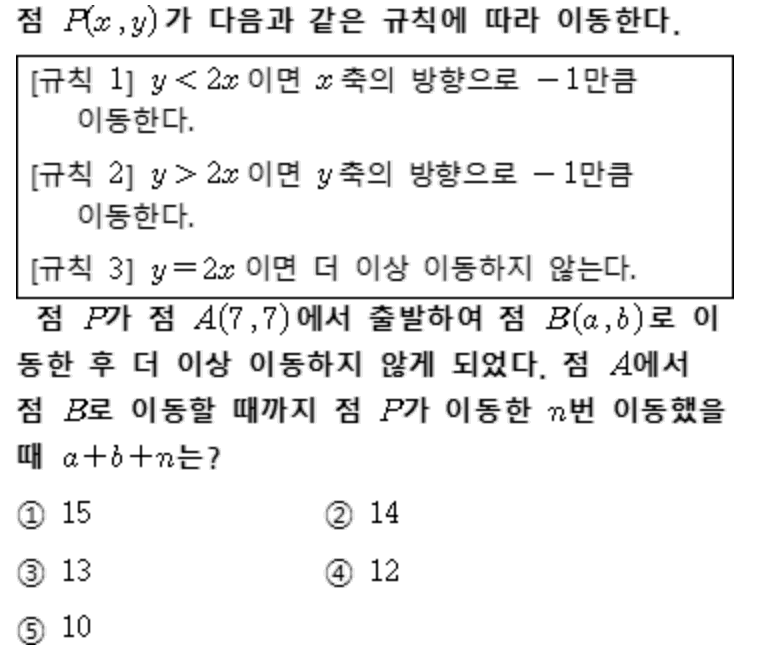 점 P(x, y)가 다음과 같은 규칙에 따라 이동한다.
[규칙 1] y < 2x 이면 x축의 방향으로 −1만큼
이동한다.
[규칙 2] y > 2x 이면 y축의 방향으로 −1만큼
이동한다.
[규칙 3] y = 2x 이면 더 이상 이동하지 않는다.
점 P가 점 A(7, 7)에서 출발하여 점 B(a, b)로 이
동한 후 더 이상 이동하지 않게 되었다. 점 A에서
점 B로 이동할 때까지 점 P가 이동한 n번 이동했을
때 a+b+n는?
① 15 ② 14
③ 13 ④ 12
⑤ 10